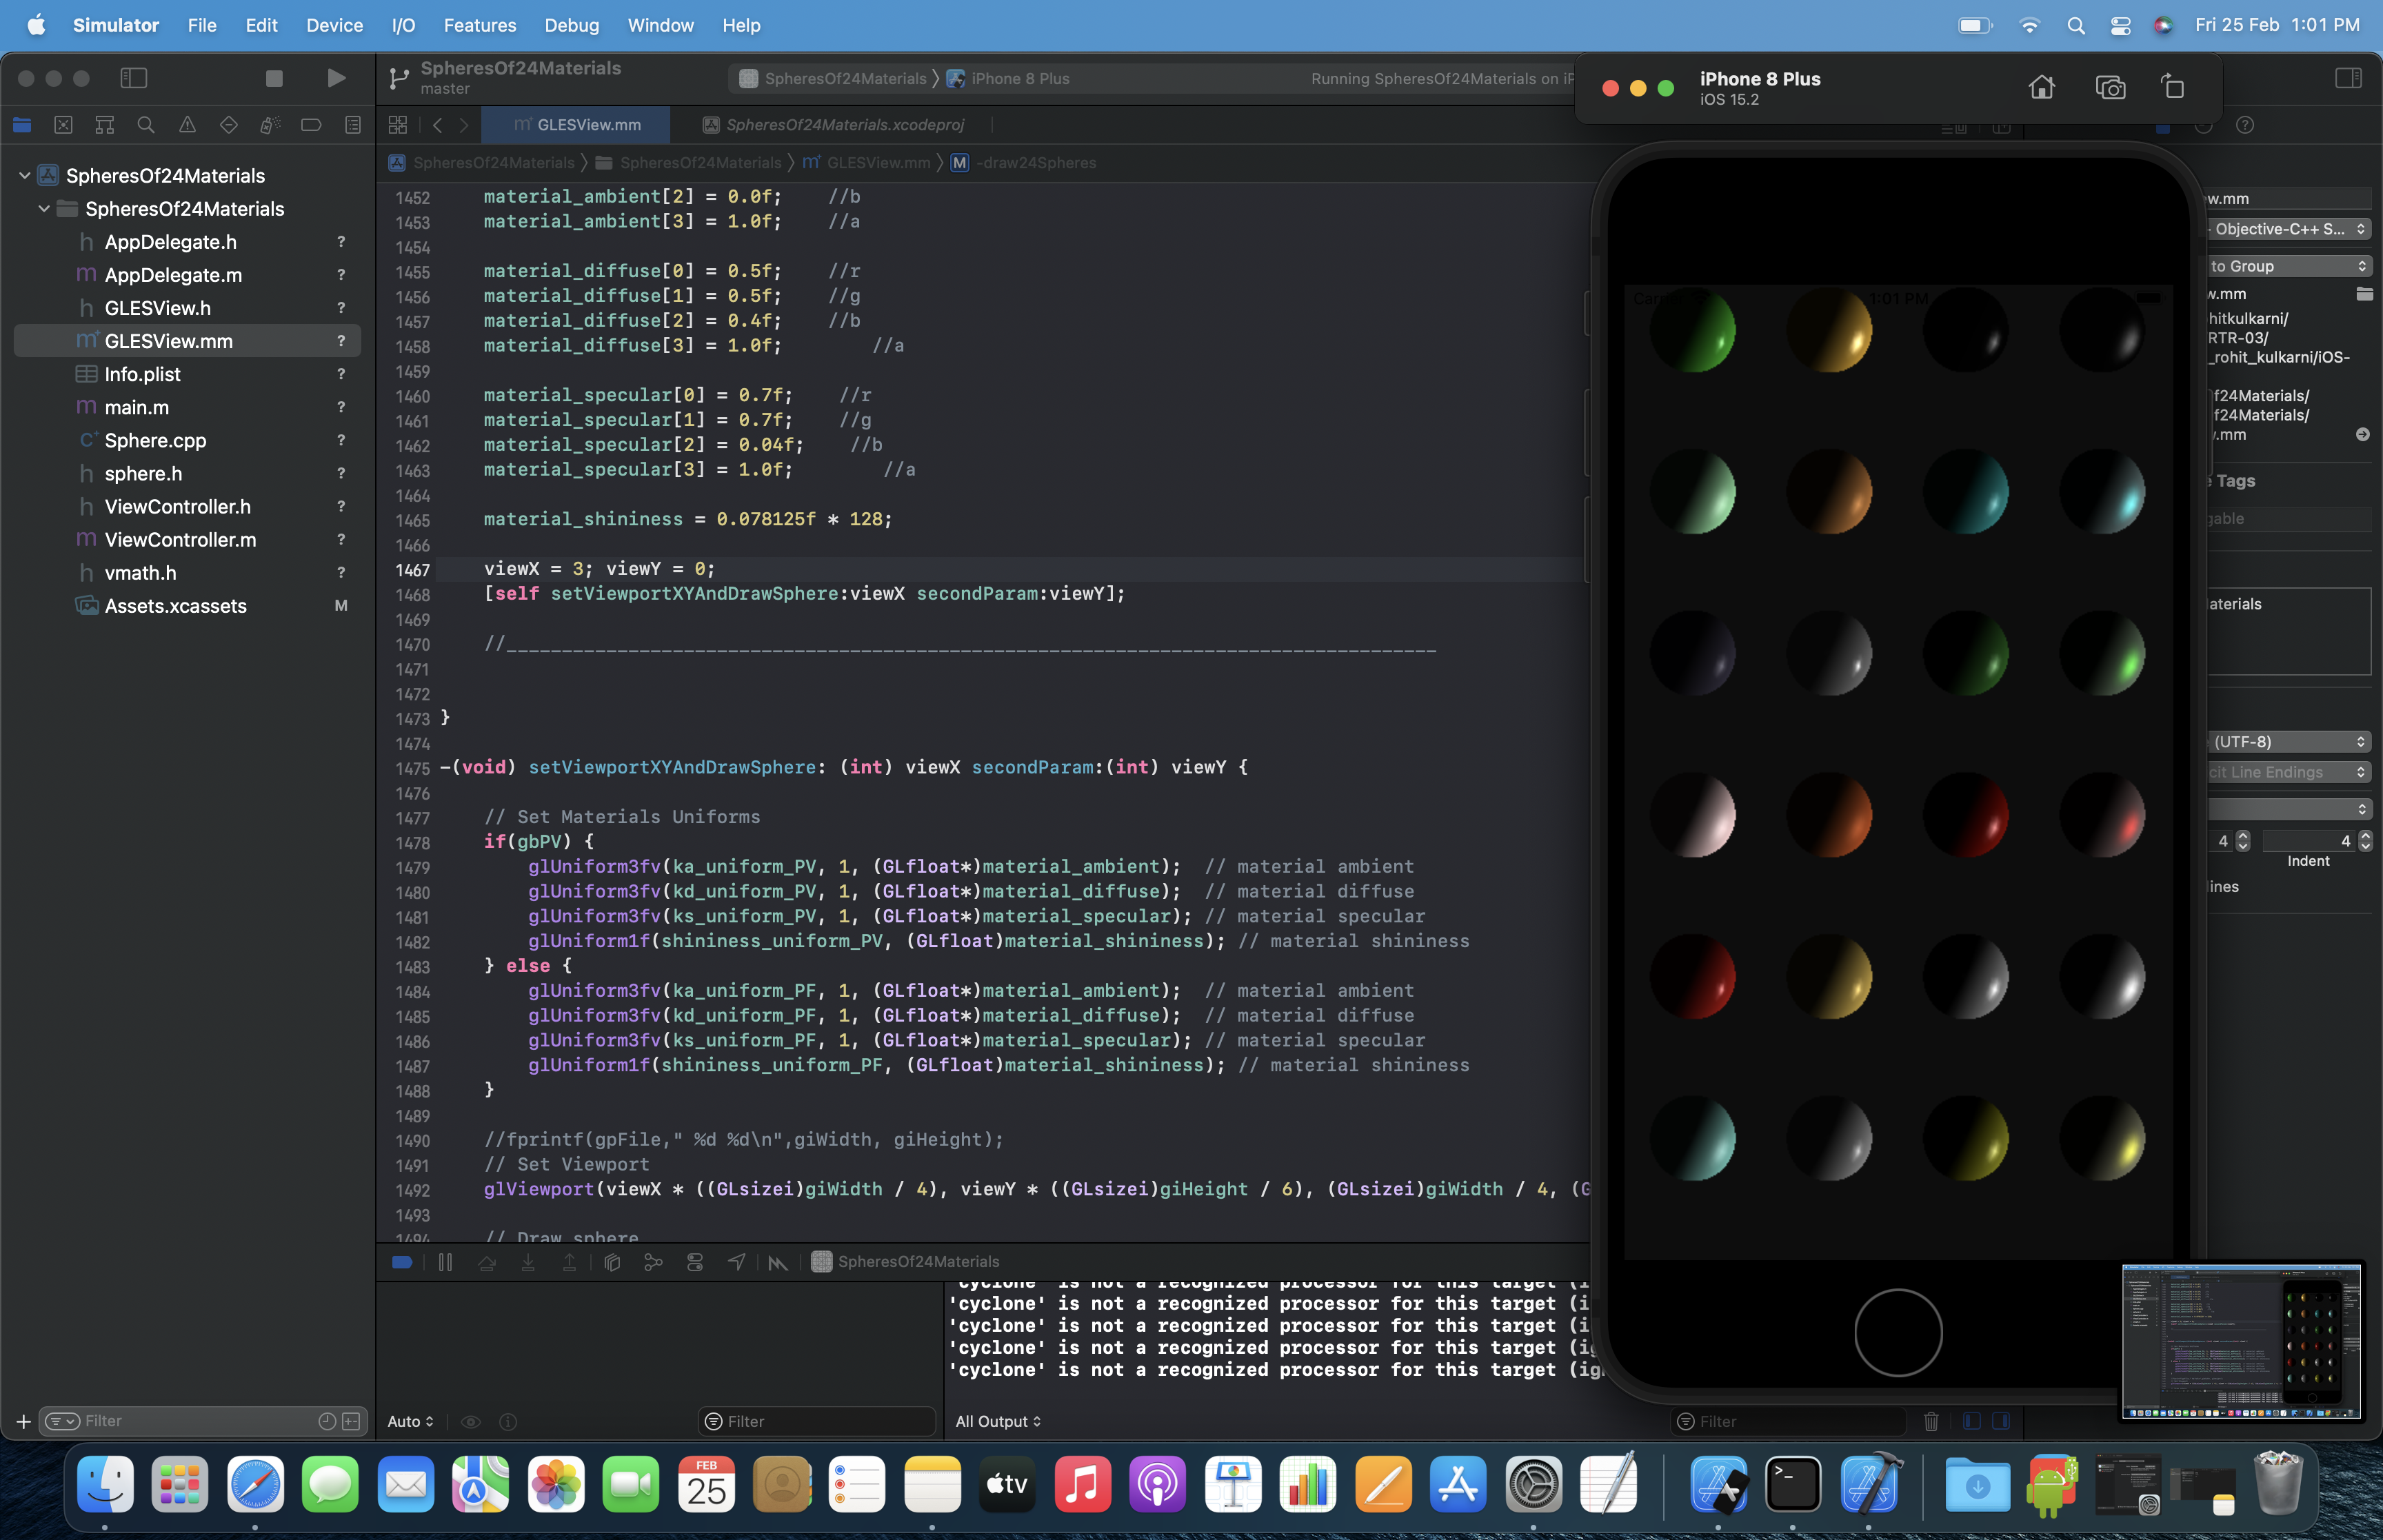 Simulator File Edit Device I/O Features Debug Window Help Fri 25 Feb 1:01 PM
SpheresOf24Materials
master
SpheresOf24Materials iPhone 8 Plus Running SpheresOf24Materials on
iPhone 8 Plus
iOS 15.2
GLESView.mm SpheresOf24Materials.xcodeproj
SpheresOf24Materials SpheresOf24Materials GLESView.mm M -draw24Spheres
SpheresOf24Materials
SpheresOf24Materials
h AppDelegate.h ?
m AppDelegate.m ?
h GLESView.h ?
m+ GLESView.mm ?
Info.plist ?
m main.m ?
C+ Sphere.cpp ?
h sphere.h ?
h ViewController.h ?
m ViewController.m ?
h vmath.h ?
Assets.xcassets M
1452 material_ambient[2] = 0.0f; //b
1453 material_ambient[3] = 1.0f; //a
1454
1455 material_diffuse[0] = 0.5f; //r
1456 material_diffuse[1] = 0.5f; //g
1457 material_diffuse[2] = 0.4f; //b
1458 material_diffuse[3] = 1.0f; //a
1459
1460 material_specular[0] = 0.7f; //r
1461 material_specular[1] = 0.7f; //g
1462 material_specular[2] = 0.04f; //b
1463 material_specular[3] = 1.0f; //a
1464
1465 material_shininess = 0.078125f * 128;
1466
1467 viewX = 3; viewY = 0;
1468 [self setViewportXYAndDrawSphere:viewX secondParam:viewY];
1469
1470 //____________________________________________________________________________________
1471
1472
1473 }
1474
1475 -(void) setViewportXYAndDrawSphere: (int) viewX secondParam:(int) viewY {
1476
1477 // Set Materials Uniforms
1478 if(gbPV) {
1479 glUniform3fv(ka_uniform_PV, 1, (GLfloat*)material_ambient); // material ambient
1480 glUniform3fv(kd_uniform_PV, 1, (GLfloat*)material_diffuse); // material diffuse
1481 glUniform3fv(ks_uniform_PV, 1, (GLfloat*)material_specular); // material specular
1482 glUniform1f(shininess_uniform_PV, (GLfloat)material_shininess); // material shininess
1483 } else {
1484 glUniform3fv(ka_uniform_PF, 1, (GLfloat*)material_ambient); // material ambient
1485 glUniform3fv(kd_uniform_PF, 1, (GLfloat*)material_diffuse); // material diffuse
1486 glUniform3fv(ks_uniform_PF, 1, (GLfloat*)material_specular); // material specular
1487 glUniform1f(shininess_uniform_PF, (GLfloat)material_shininess); // material shininess
1488 }
1489
1490 //fprintf(gpFile," %d %d\n",giWidth, giHeight);
1491 // Set Viewport
1492 glViewport(viewX * ((GLsizei)giWidth / 4), viewY * ((GLsizei)giHeight / 6), (GLsizei)giWidth / 4, (G
1493
1494 // Draw sphere
1:01 PM
w.mm
Objective-C++ S...
to Group
w.mm
hitkulkarni/
RTR-03/
_rohit_kulkarni/iOS-
f24Materials/
f24Materials/
.mm
Tags
gable
aterials
(UTF-8)
cit Line Endings
4 4
Indent
ines
SpheresOf24Materials
'cyclone' is not a recognized processor for this target (i
'cyclone' is not a recognized processor for this target (i
'cyclone' is not a recognized processor for this target (i
'cyclone' is not a recognized processor for this target (ig
'cyclone' is not a recognized processor for this target (ig
Filter Auto Filter All Output Filter
FEB
25
tv